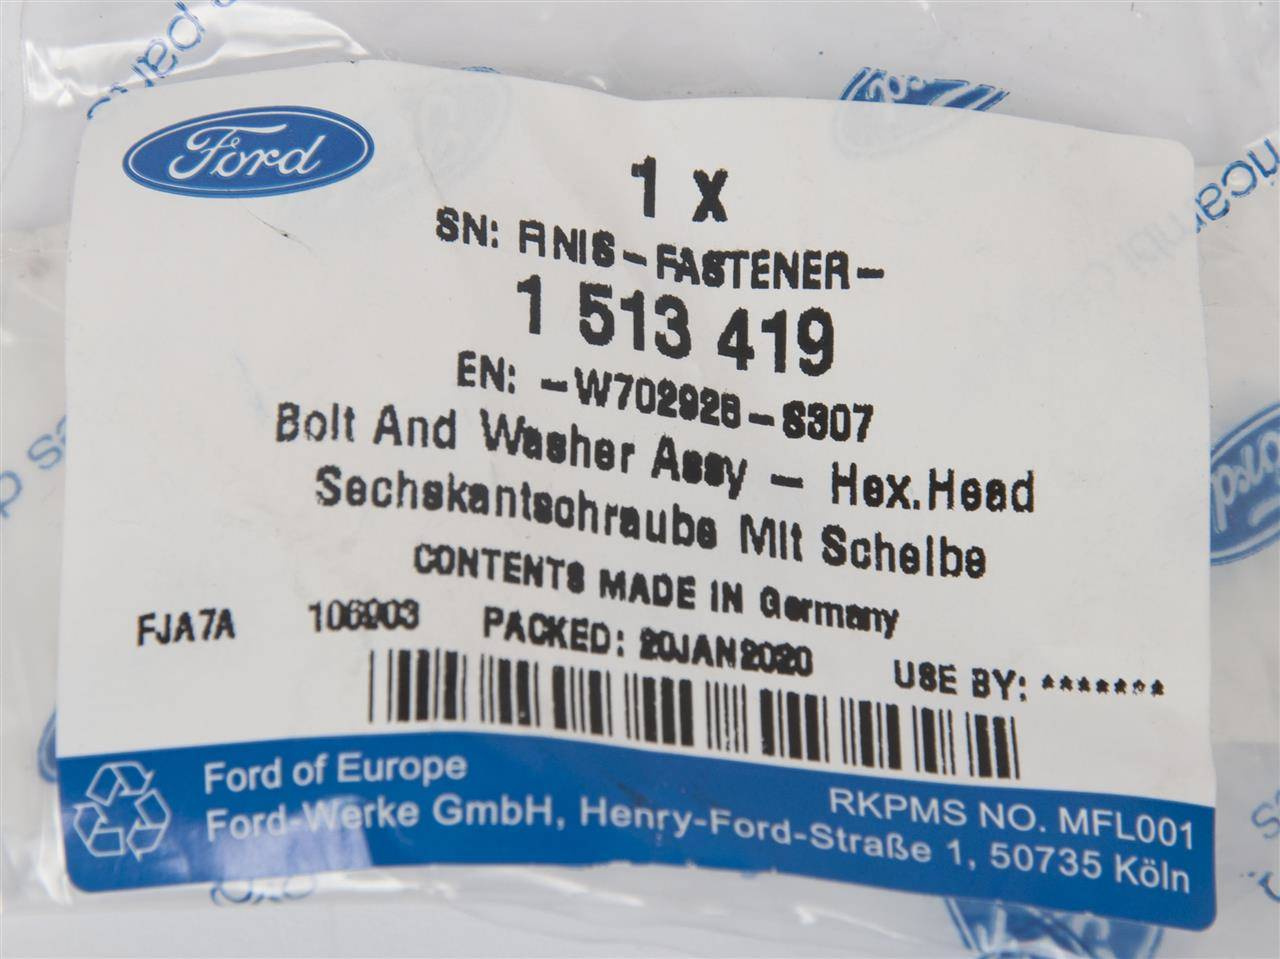 Ford
1 x
SN: FINIS-FASTENER-
1 513 419
EN: -W702928-S307
Bolt And Washer Assy - Hex.Head
Sechskantschraube Mit Scheibe
CONTENTS MADE IN Germany
FJA7A 106903 PACKED: 20JAN2020 USE BY: *******
Ford of Europe
Ford-Werke GmbH, Henry-Ford-Straße 1, 50735 Köln
RKPMS NO. MFL001
Ford